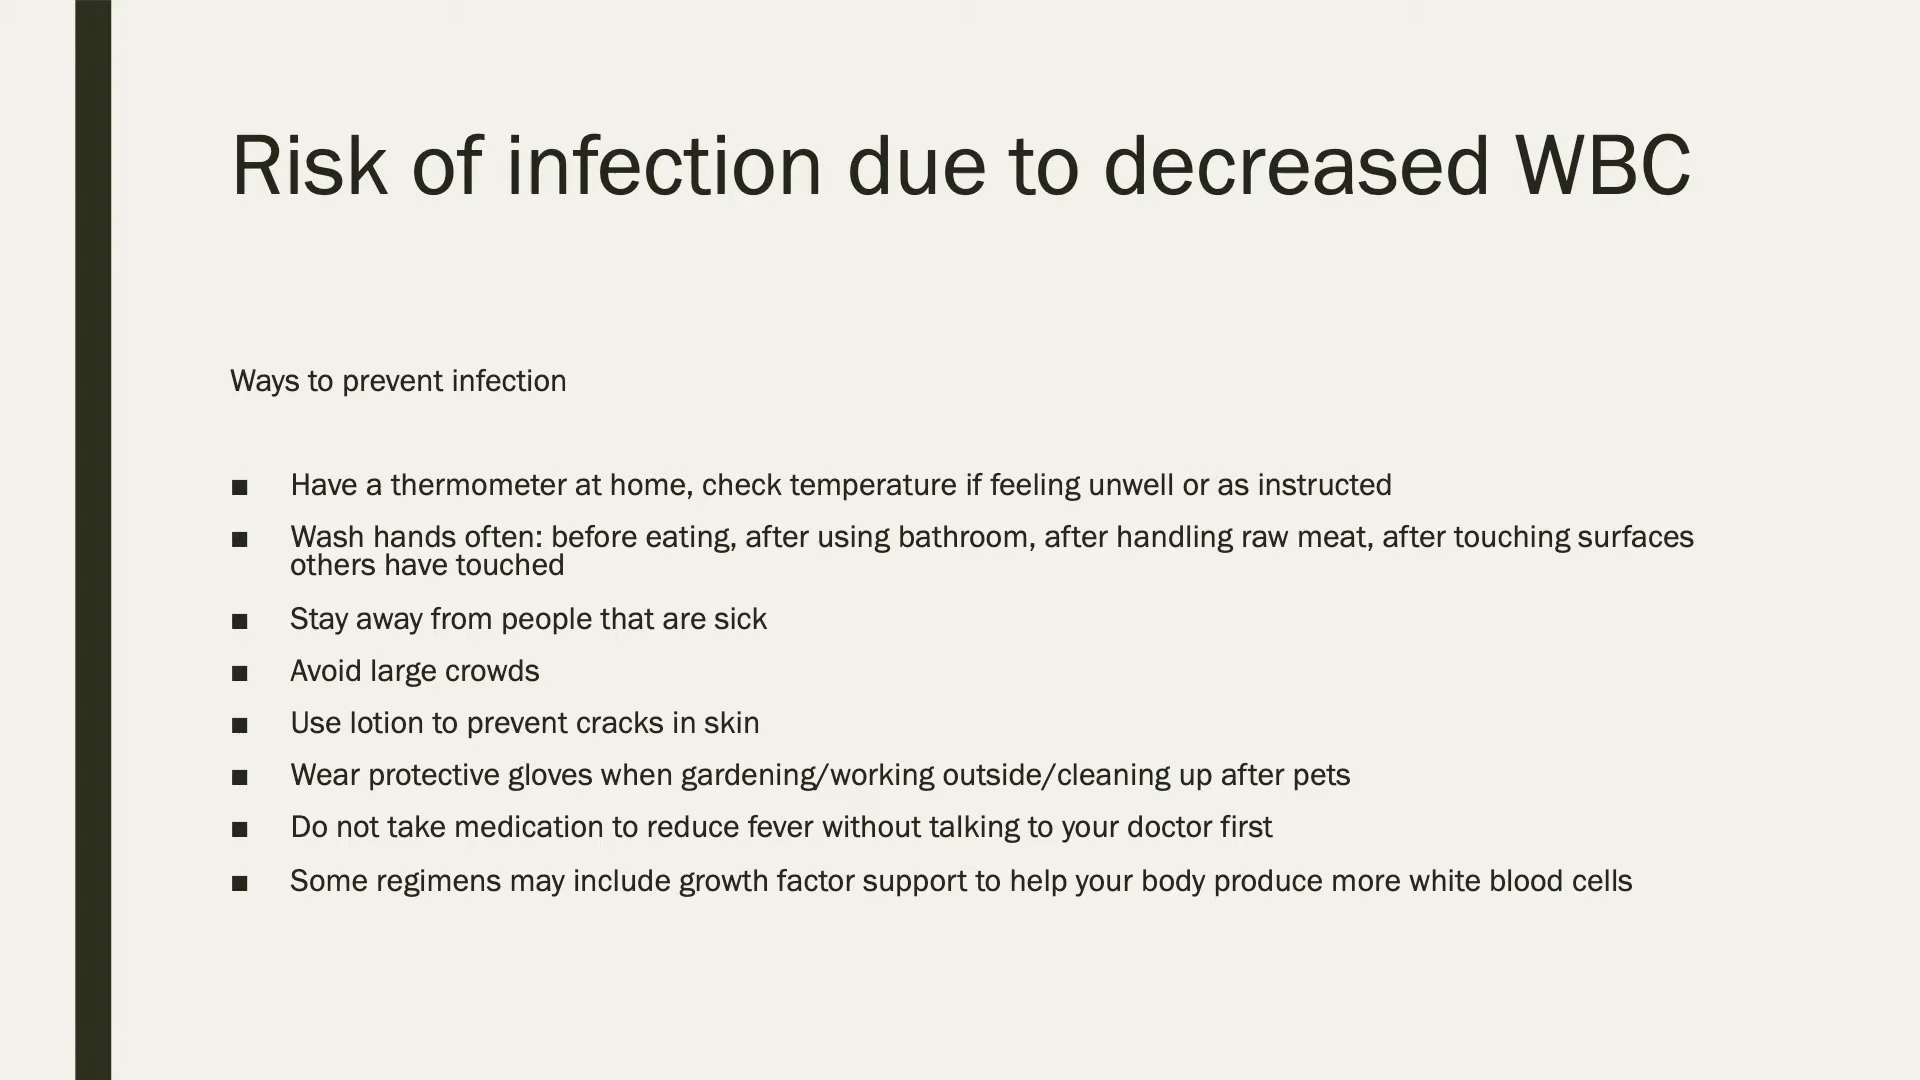 Risk of infection due to decreased WBC
Ways to prevent infection
■ Have a thermometer at home, check temperature if feeling unwell or as instructed
■ Wash hands often: before eating, after using bathroom, after handling raw meat, after touching surfaces
others have touched
■ Stay away from people that are sick
■ Avoid large crowds
■ Use lotion to prevent cracks in skin
■ Wear protective gloves when gardening/working outside/cleaning up after pets
■ Do not take medication to reduce fever without talking to your doctor first
■ Some regimens may include growth factor support to help your body produce more white blood cells